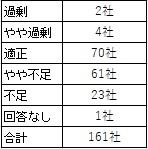 過剰 2社
やや過剰 4社
適正 70社
やや不足 61社
不足 23社
回答なし 1社
合計 161社